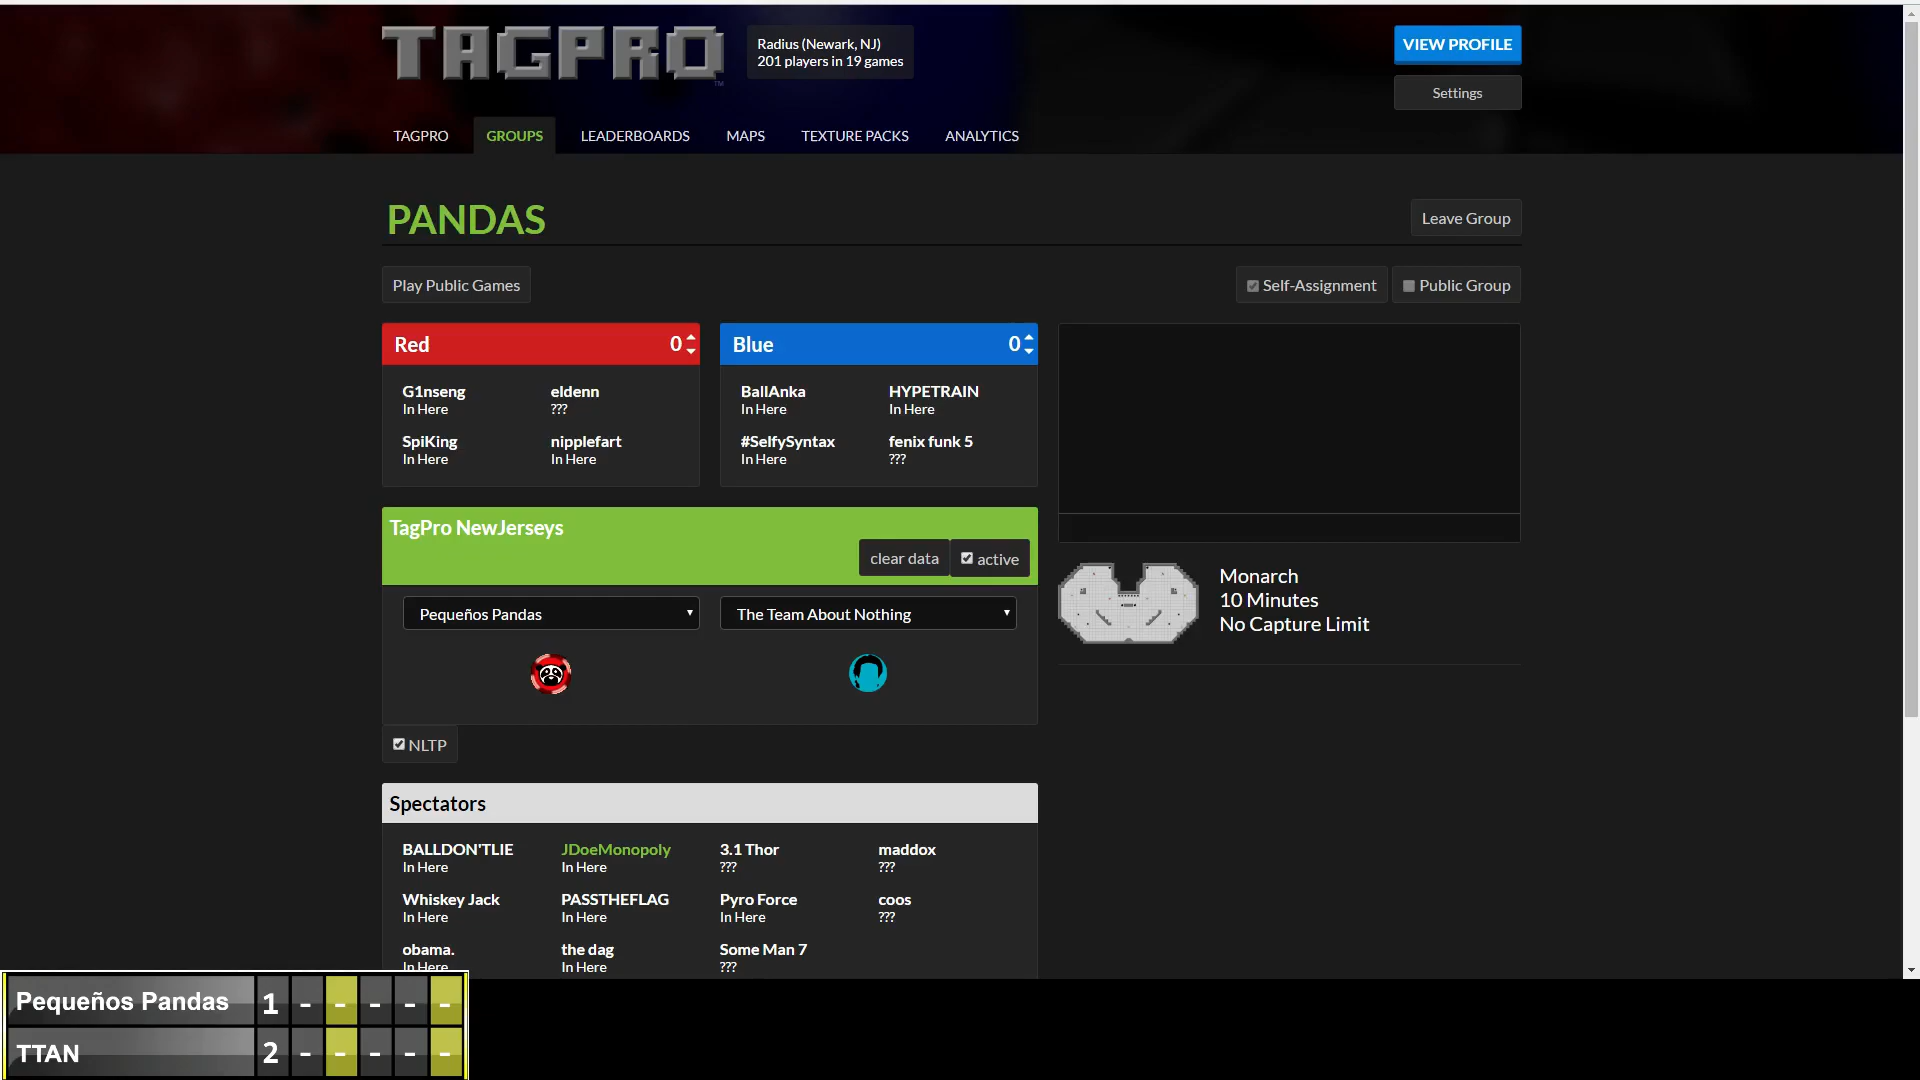 TAGPRO
TM
Radius (Newark, NJ)
201 players in 19 games
VIEW PROFILE
Settings
TAGPRO GROUPS LEADERBOARDS MAPS TEXTURE PACKS ANALYTICS
PANDAS
Leave Group
Play Public Games
Self-Assignment
Public Group
Red 0
Blue 0
G1nseng eldenn
In Here ???
SpiKing nipplefart
In Here In Here
BallAnka HYPETRAIN
In Here In Here
#SelfySyntax fenix funk 5
In Here ???
TagPro NewJerseys
clear data active
Pequeños Pandas
The Team About Nothing
NLTP
Monarch
10 Minutes
No Capture Limit
Spectators
BALLDON'TLIE JDoeMonopoly 3.1 Thor maddox
In Here In Here ??? ???
Whiskey Jack PASSTHEFLAG Pyro Force coos
In Here In Here In Here ???
obama. the dag Some Man 7
In Here In Here ???
Pequeños Pandas 1 - - - - -
TTAN 2 - - - - -